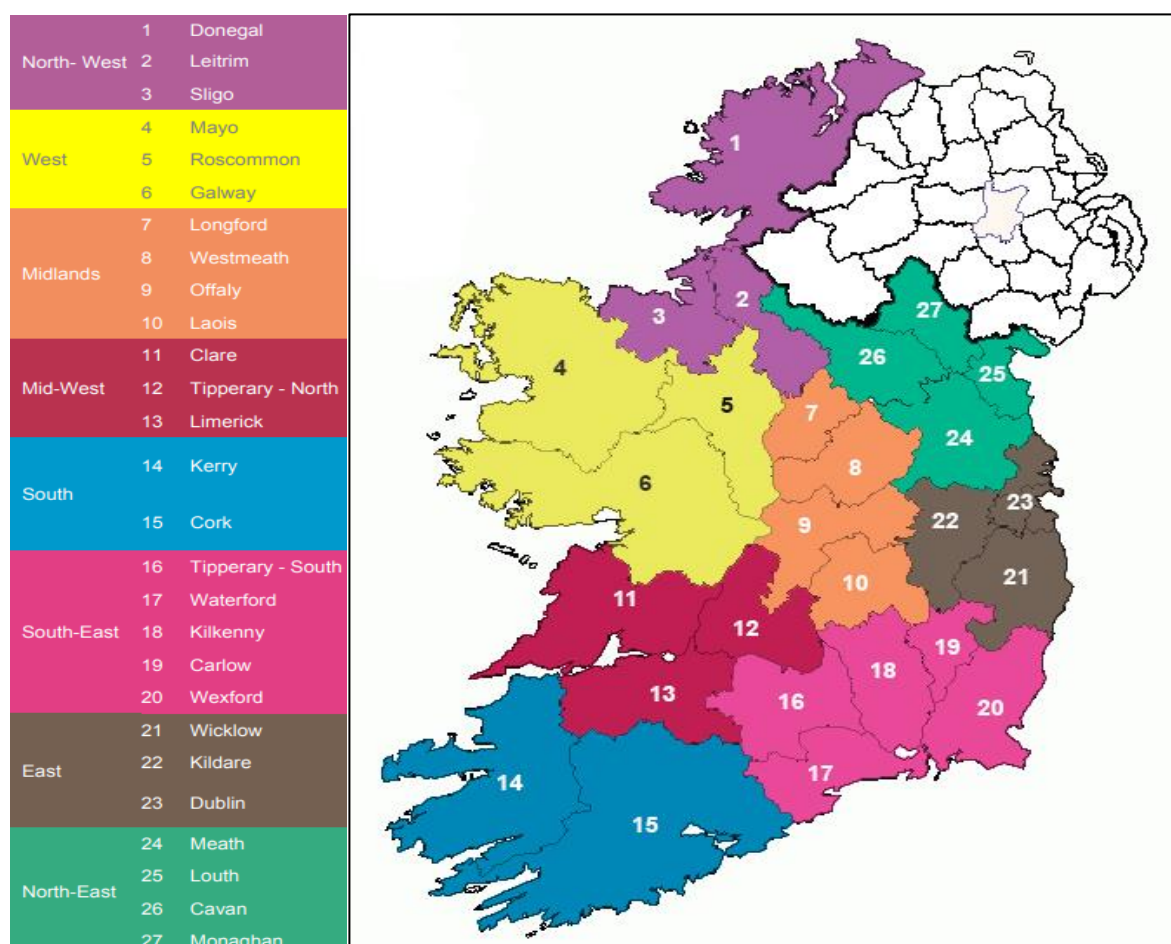 1 Donegal
North- West 2 Leitrim
3 Sligo
4 Mayo
West 5 Roscommon
6 Galway
7 Longford
Midlands 8 Westmeath
9 Offaly
10 Laois
11 Clare
Mid-West 12 Tipperary - North
13 Limerick
14 Kerry
South
15 Cork
16 Tipperary - South
17 Waterford
South-East 18 Kilkenny
19 Carlow
20 Wexford
21 Wicklow
East 22 Kildare
23 Dublin
24 Meath
25 Louth
North-East
26 Cavan
27 Monaghan
1
2
27
3
26
4
25
5
7
24
8
6
23
22
9
21
10
11
12
19
18
13
16
20
17
14
15